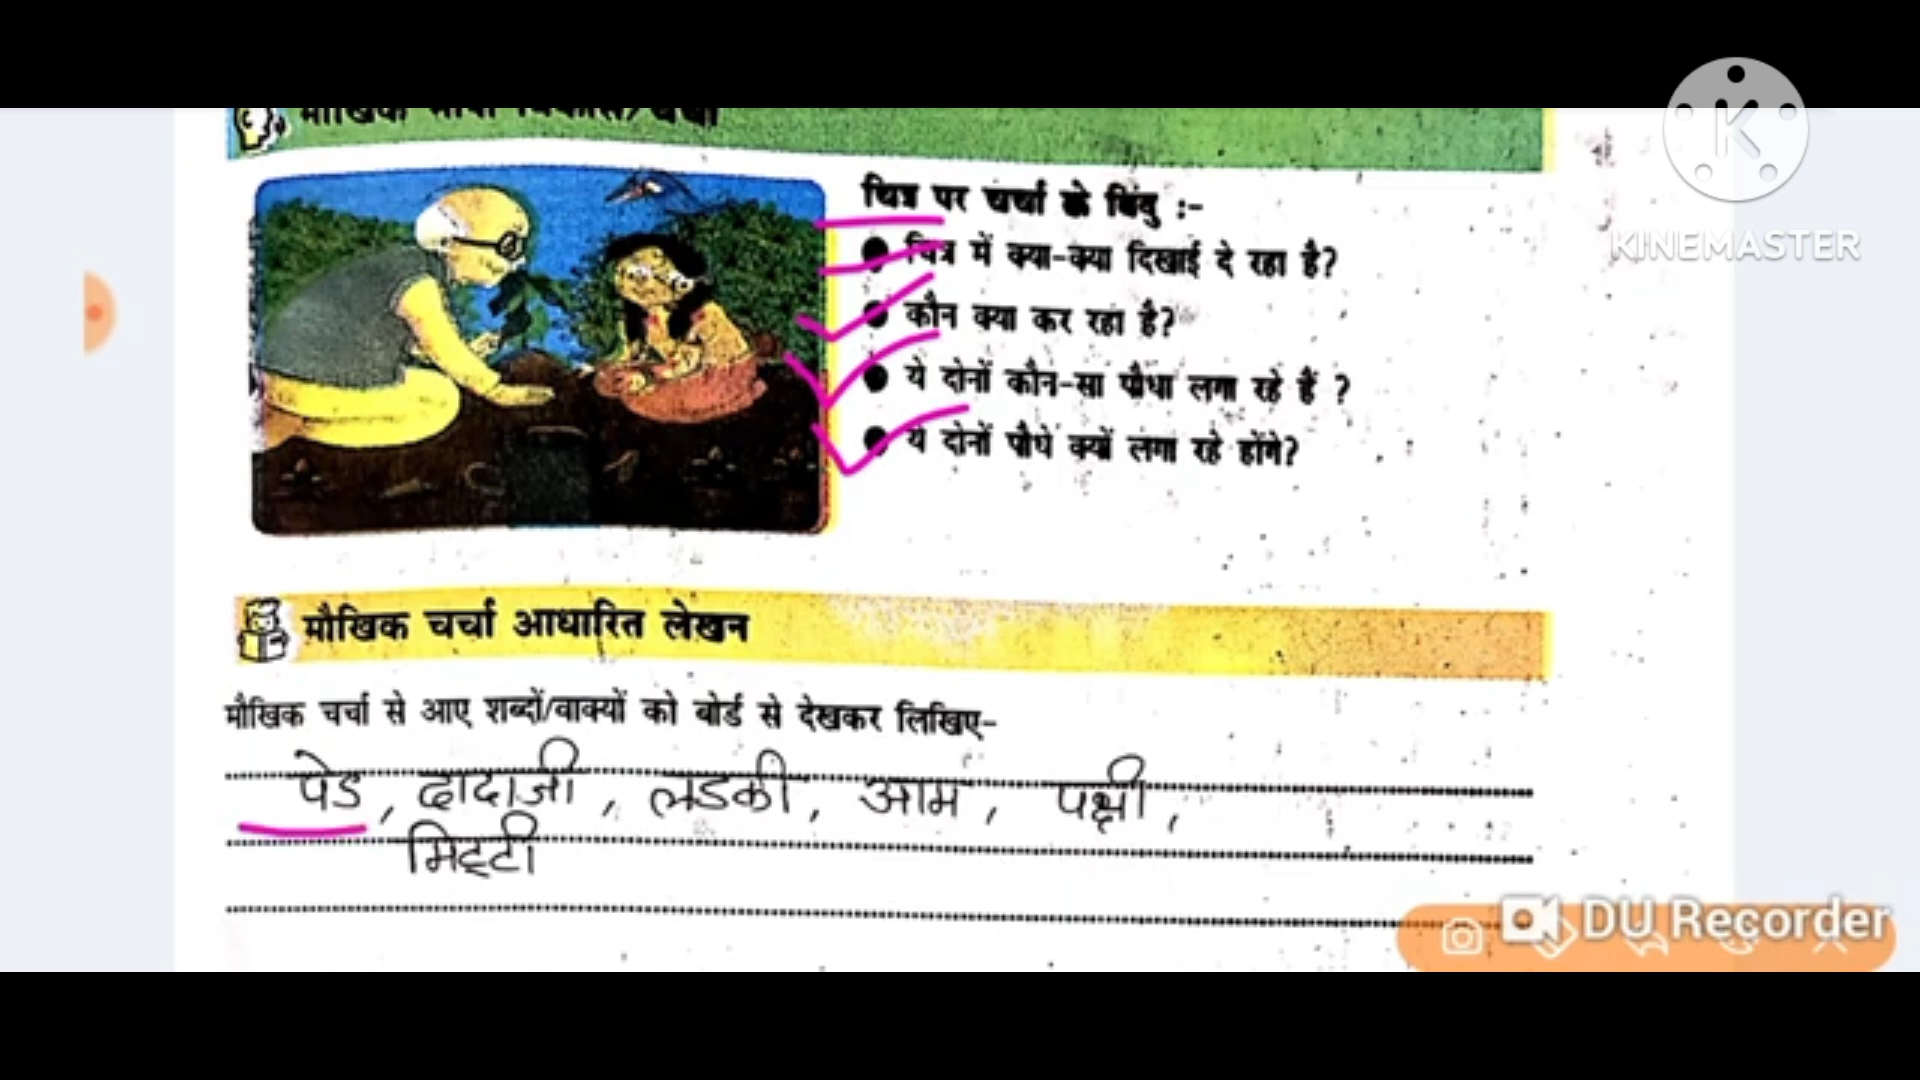 मौखिक भाषा विकास/चर्चा
KINEMASTER
चित्र पर चर्चा के बिंदु :-
● चित्र में क्या-क्या दिखाई दे रहा है?
● कौन क्या कर रहा है?
● ये दोनों कौन-सा पौधा लगा रहे हैं ?
● ये दोनों पौधे क्यों लगा रहे होंगे?
मौखिक चर्चा आधारित लेखन
मौखिक चर्चा से आए शब्दों/वाक्यों को बोर्ड से देखकर लिखिए-
पेड, दादाजी, लडकी, आम, पक्षी,
मिट्टी
DU Recorder